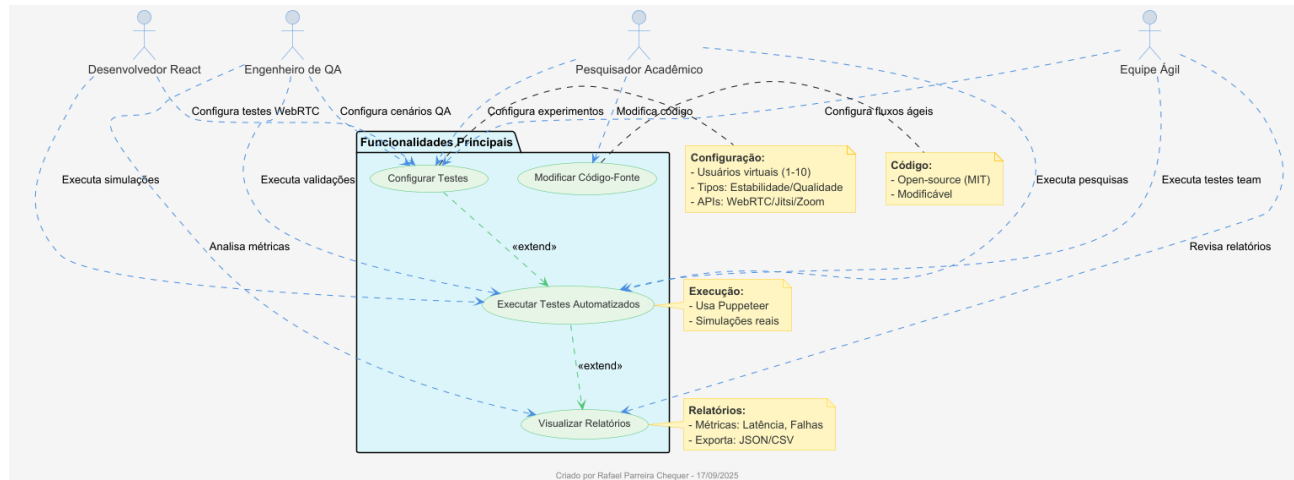 Desenvolvedor React
Engenheiro de QA
Pesquisador Acadêmico
Equipe Ágil
Configura testes WebRTC
Configura cenários QA
Configura experimentos
Modifica código
Configura fluxos ágeis
Funcionalidades Principais
Configurar Testes
Modificar Código-Fonte
Configuração:
- Usuários virtuais (1-10)
- Tipos: Estabilidade/Qualidade
- APIs: WebRTC/Jitsi/Zoom
Código:
- Open-source (MIT)
- Modificável
Executa simulações
Executa validações
Executa pesquisas
Executa testes team
Analisa métricas
«extend»
Revisa relatórios
Executar Testes Automatizados
Execução:
- Usa Puppeteer
- Simulações reais
«extend»
Visualizar Relatórios
Relatórios:
- Métricas: Latência, Falhas
- Exporta: JSON/CSV
Criado por Rafael Parreira Chequer - 17/09/2025